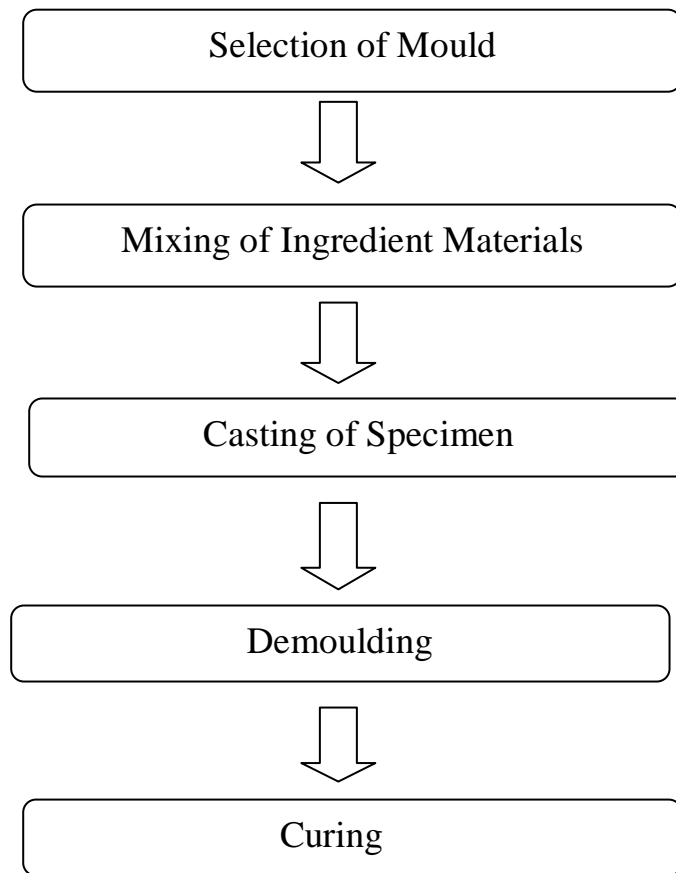 Selection of Mould
Mixing of Ingredient Materials
Casting of Specimen
Demoulding
Curing